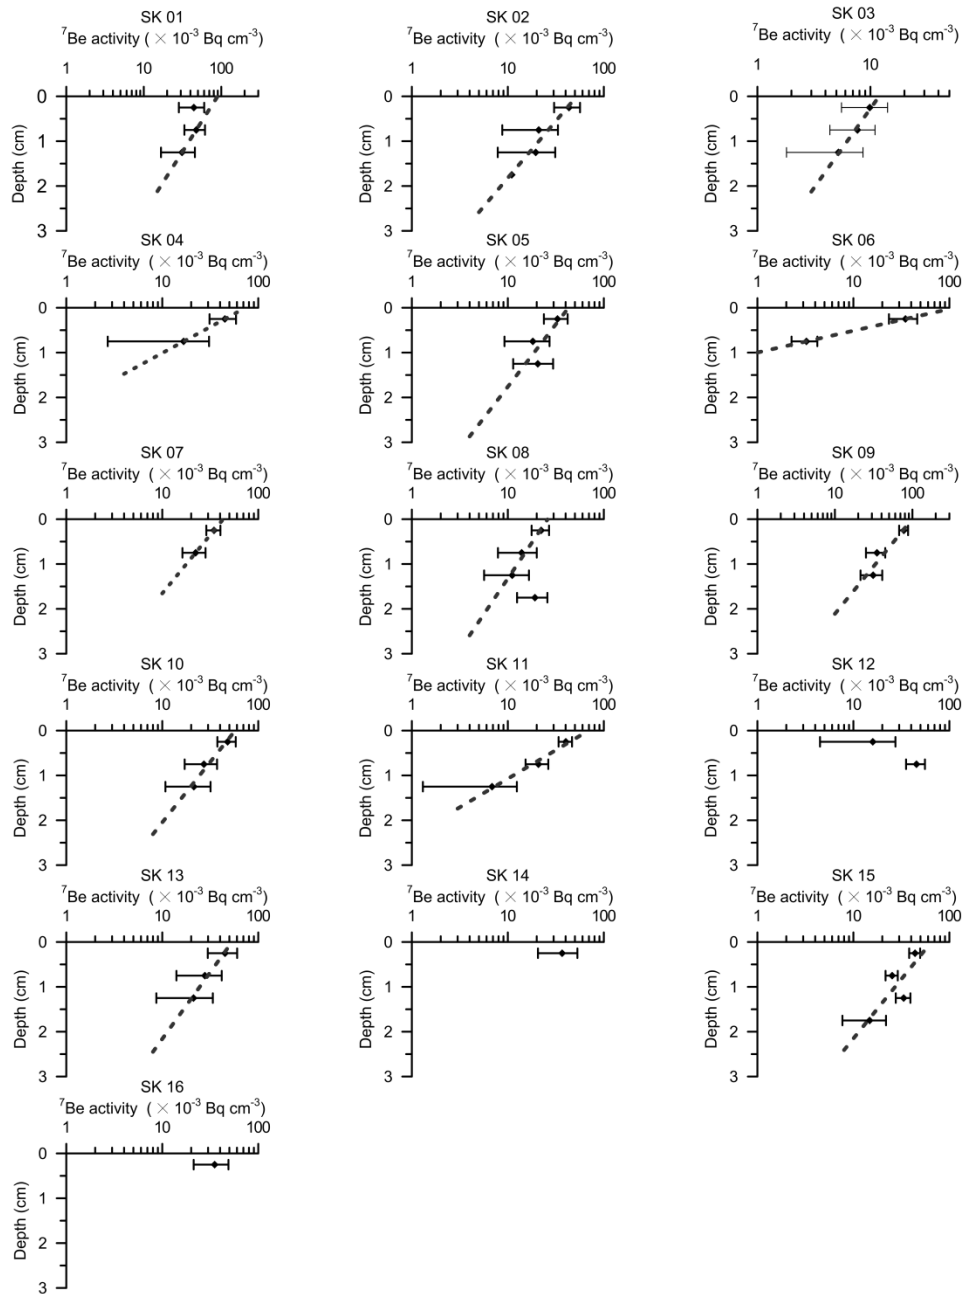 SK 01 SK 02 SK 03
⁷Be activity ( × 10⁻³ Bq cm⁻³) ⁷Be activity ( × 10⁻³ Bq cm⁻³) ⁷Be activity ( × 10⁻³ Bq cm⁻³)
1 10 100 1 10 100 1 10
0 0 0
1 1 1
2 2 2
3 3 3
Depth (cm) Depth (cm) Depth (cm)
SK 04 SK 05 SK 06
⁷Be activity ( × 10⁻³ Bq cm⁻³) ⁷Be activity ( × 10⁻³ Bq cm⁻³) ⁷Be activity ( × 10⁻³ Bq cm⁻³)
1 10 100 1 10 100 1 10 100
0 0 0
1 1 1
2 2 2
3 3 3
Depth (cm) Depth (cm) Depth (cm)
SK 07 SK 08 SK 09
⁷Be activity ( × 10⁻³ Bq cm⁻³) ⁷Be activity ( × 10⁻³ Bq cm⁻³) ⁷Be activity ( × 10⁻³ Bq cm⁻³)
1 10 100 1 10 100 1 10 100
0 0 0
1 1 1
2 2 2
3 3 3
Depth (cm) Depth (cm) Depth (cm)
SK 10 SK 11 SK 12
⁷Be activity ( × 10⁻³ Bq cm⁻³) ⁷Be activity ( × 10⁻³ Bq cm⁻³) ⁷Be activity ( × 10⁻³ Bq cm⁻³)
1 10 100 1 10 100 1 10 100
0 0 0
1 1 1
2 2 2
3 3 3
Depth (cm) Depth (cm) Depth (cm)
SK 13 SK 14 SK 15
⁷Be activity ( × 10⁻³ Bq cm⁻³) ⁷Be activity ( × 10⁻³ Bq cm⁻³) ⁷Be activity ( × 10⁻³ Bq cm⁻³)
1 10 100 1 10 100 1 10 100
0 0 0
1 1 1
2 2 2
3 3 3
Depth (cm) Depth (cm) Depth (cm)
SK 16
⁷Be activity ( × 10⁻³ Bq cm⁻³)
1 10 100
0
1
2
3
Depth (cm)